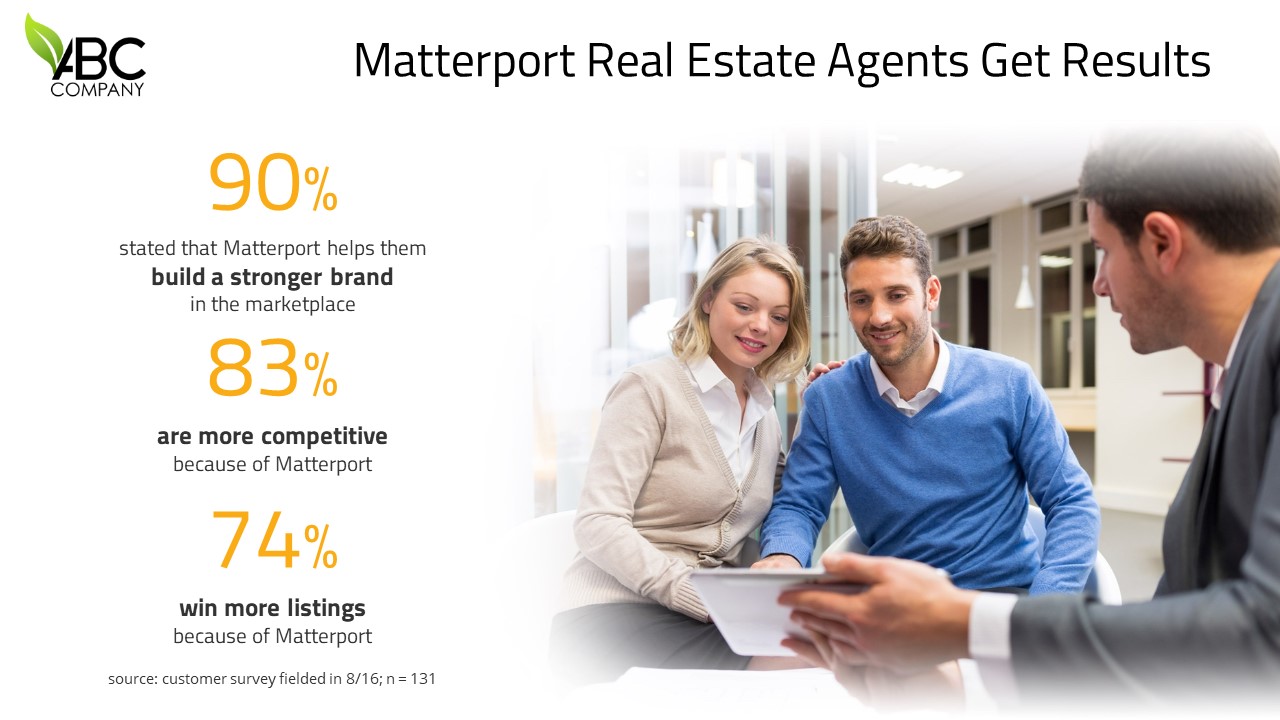 ABC
COMPANY
Matterport Real Estate Agents Get Results
90%
stated that Matterport helps them
build a stronger brand
in the marketplace
83%
are more competitive
because of Matterport
74%
win more listings
because of Matterport
source: customer survey fielded in 8/16; n = 131